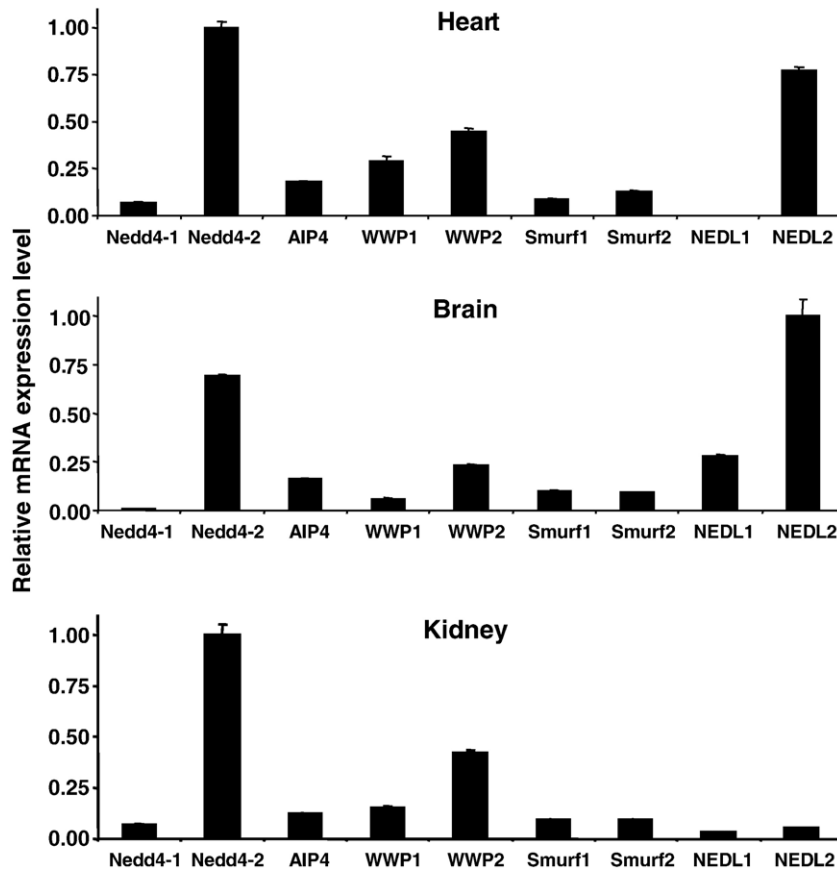 Relative mRNA expression level
Heart
1.00
0.75
0.50
0.25
0.00
Nedd4-1 Nedd4-2 AIP4 WWP1 WWP2 Smurf1 Smurf2 NEDL1 NEDL2
Brain
1.00
0.75
0.50
0.25
0.00
Nedd4-1 Nedd4-2 AIP4 WWP1 WWP2 Smurf1 Smurf2 NEDL1 NEDL2
Kidney
1.00
0.75
0.50
0.25
0.00
Nedd4-1 Nedd4-2 AIP4 WWP1 WWP2 Smurf1 Smurf2 NEDL1 NEDL2